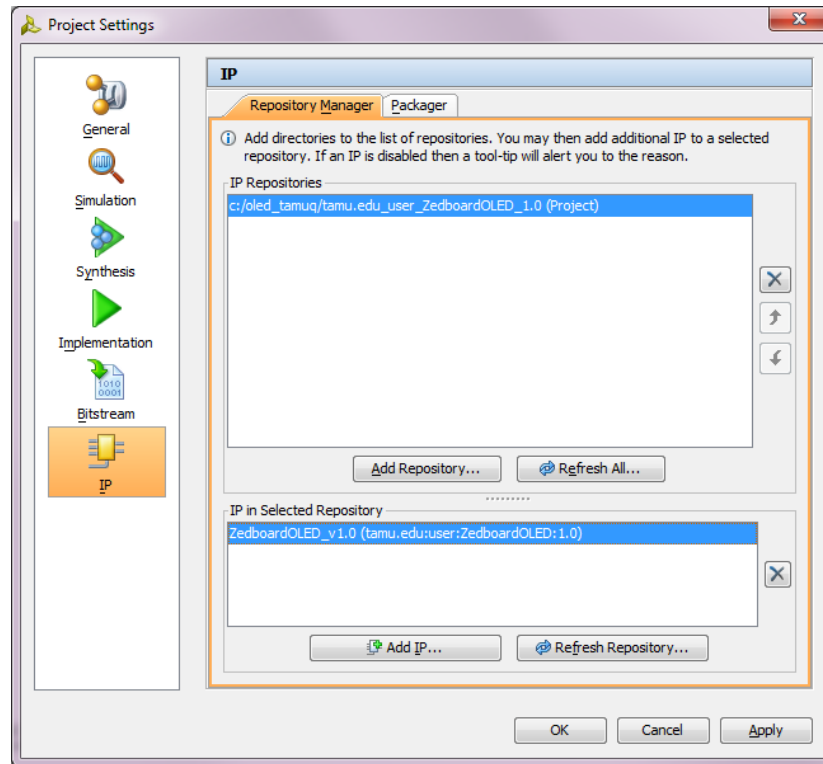 Project Settings
General
Simulation
Synthesis
Implementation
1010
0001
Bitstream
IP
IP
Repository Manager
Packager
Add directories to the list of repositories. You may then add additional IP to a selected
repository. If an IP is disabled then a tool-tip will alert you to the reason.
IP Repositories
c:/oled_tamuq/tamu.edu_user_ZedboardOLED_1.0 (Project)
Add Repository...
Refresh All...
IP in Selected Repository
ZedboardOLED_v1.0 (tamu.edu:user:ZedboardOLED:1.0)
Add IP...
Refresh Repository...
OK
Cancel
Apply